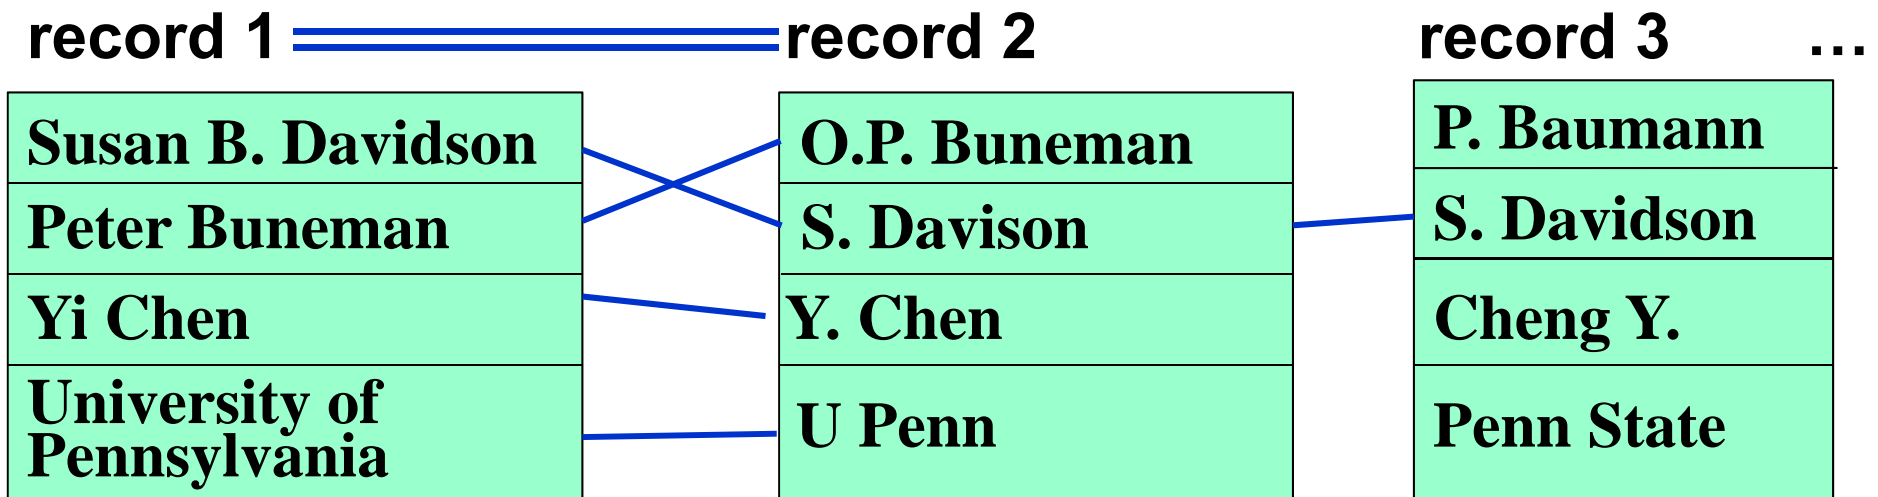 record 1
record 2
record 3
...
Susan B. Davidson
Peter Buneman
Yi Chen
University of
Pennsylvania
O.P. Buneman
S. Davison
Y. Chen
U Penn
P. Baumann
S. Davidson
Cheng Y.
Penn State